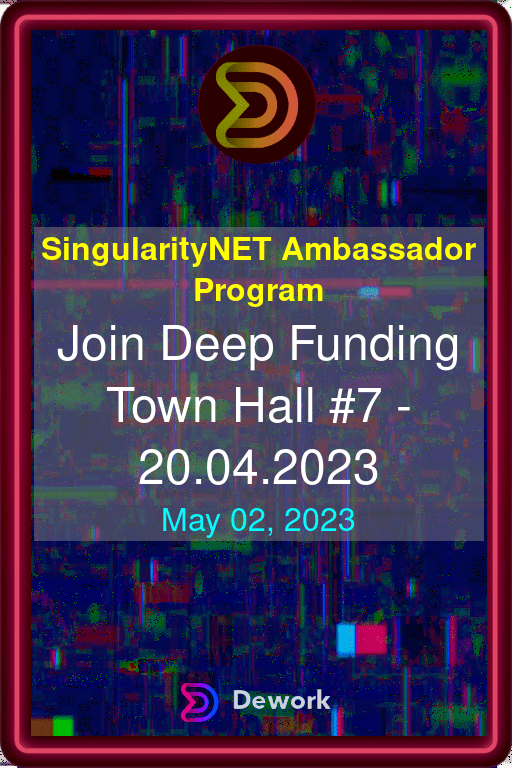 SingularityNET Ambassador
Program
Join Deep Funding
Town Hall #7 -
20.04.2023
May 02, 2023
Dework